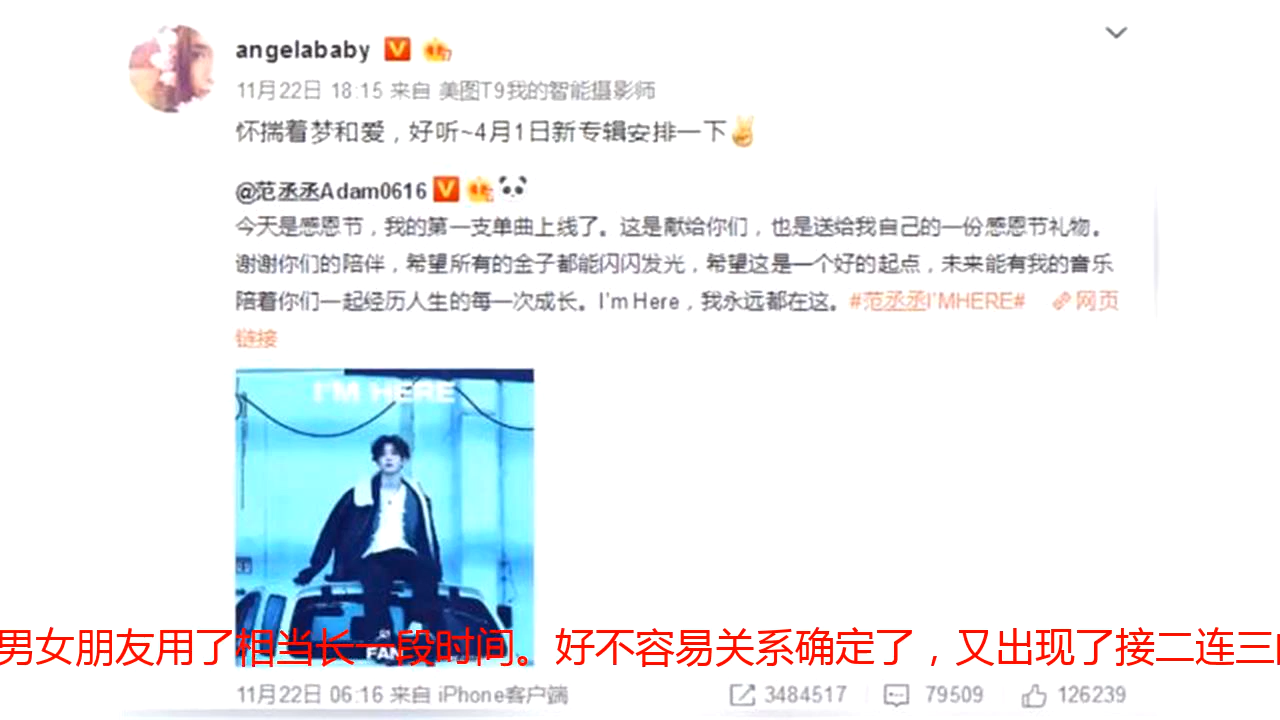 angelababy
11月22日 18:15 来自 美图T9我的智能摄影师
怀揣着梦和爱，好听~4月1日新专辑安排一下✌
@范丞丞Adam0616
今天是感恩节，我的第一支单曲上线了。这是献给你们，也是送给我自己的一份感恩节礼物。
谢谢你们的陪伴，希望所有的金子都能闪闪发光，希望这是一个好的起点，未来能有我的音乐
陪着你们一起经历人生的每一次成长。I'm Here，我永远都在这。#范丞丞I'MHERE# 网页
链接
I'M HERE
男女朋友用了相当长一段时间。好不容易关系确定了，又出现了接二连三
FAN
11月22日 06:16 来自 iPhone客户端
3484517 79509 126239